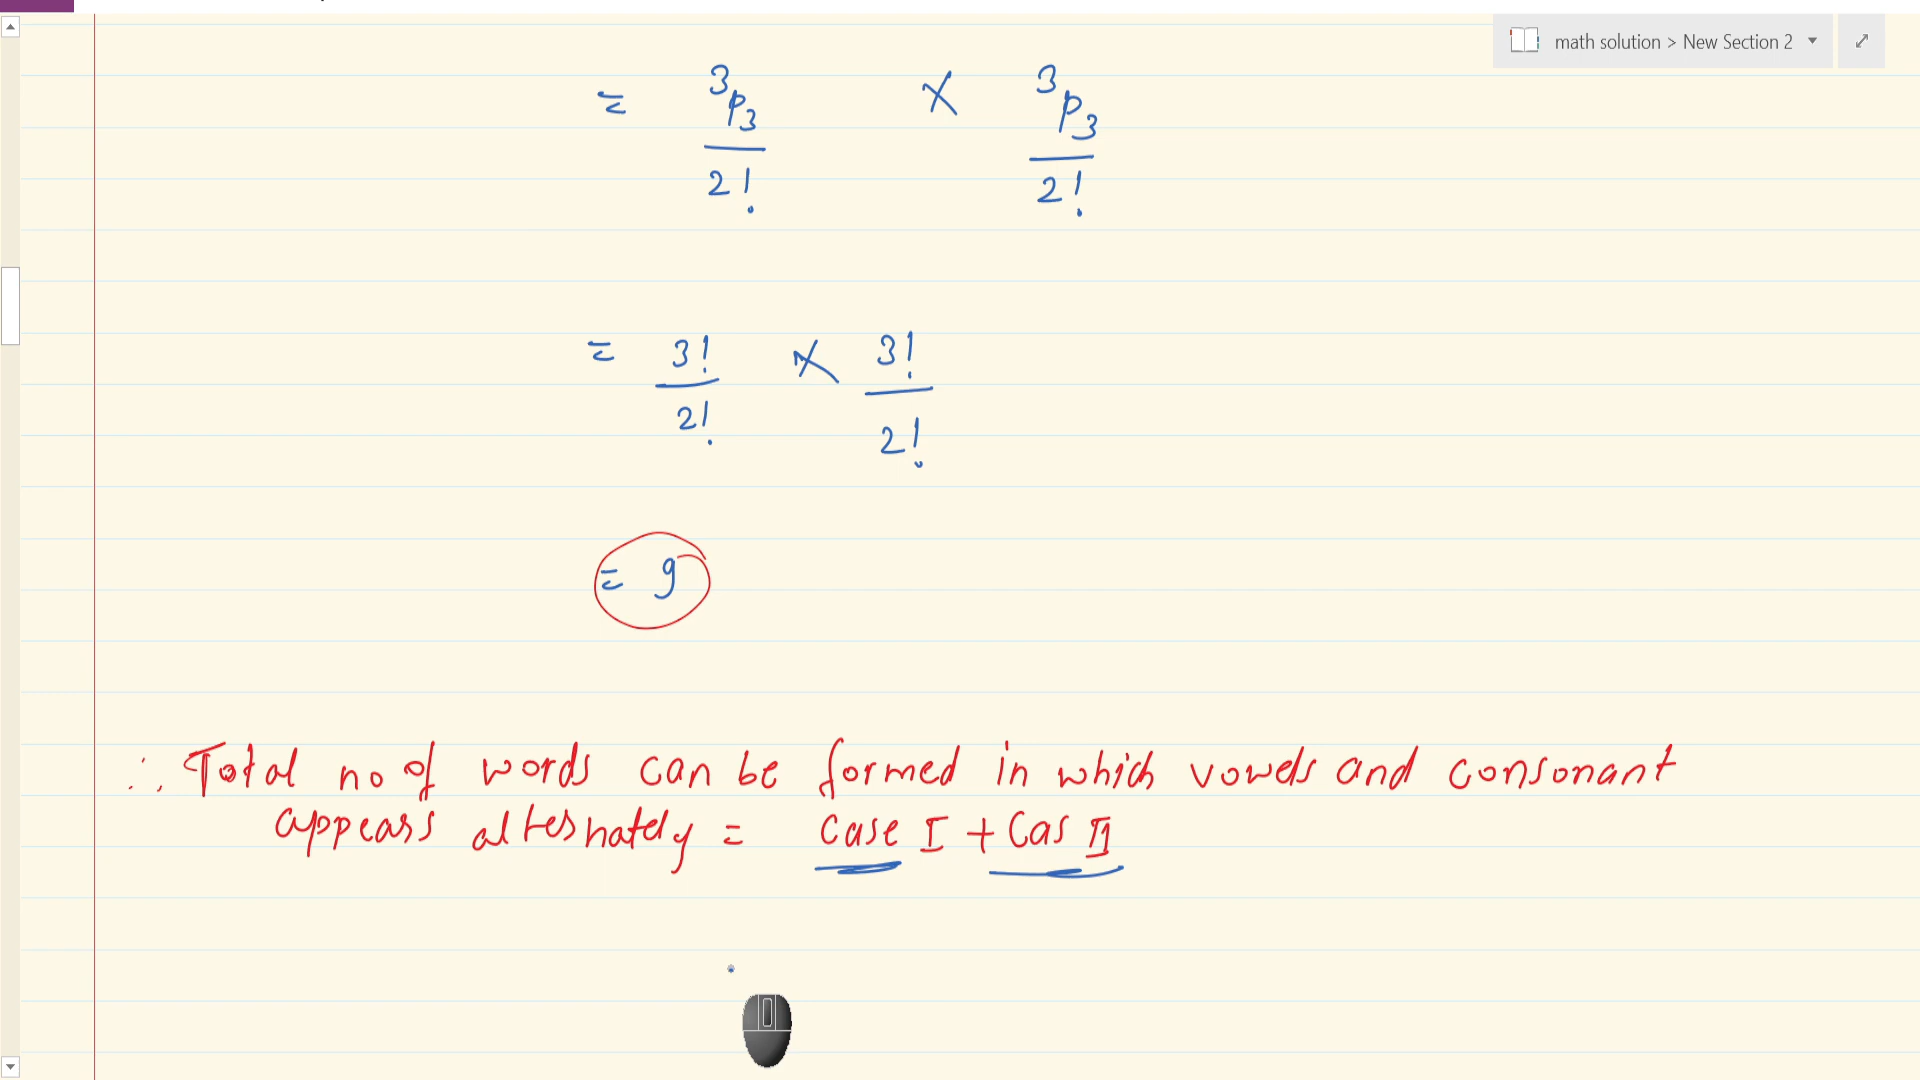 math solution > New Section 2
= ³p₃ × ³p₃
2! 2!
= 3! × 3!
2! 2!
= 9
∴ Total no of words can be formed in which vowels and consonant
appears alternately = case I + Cas II